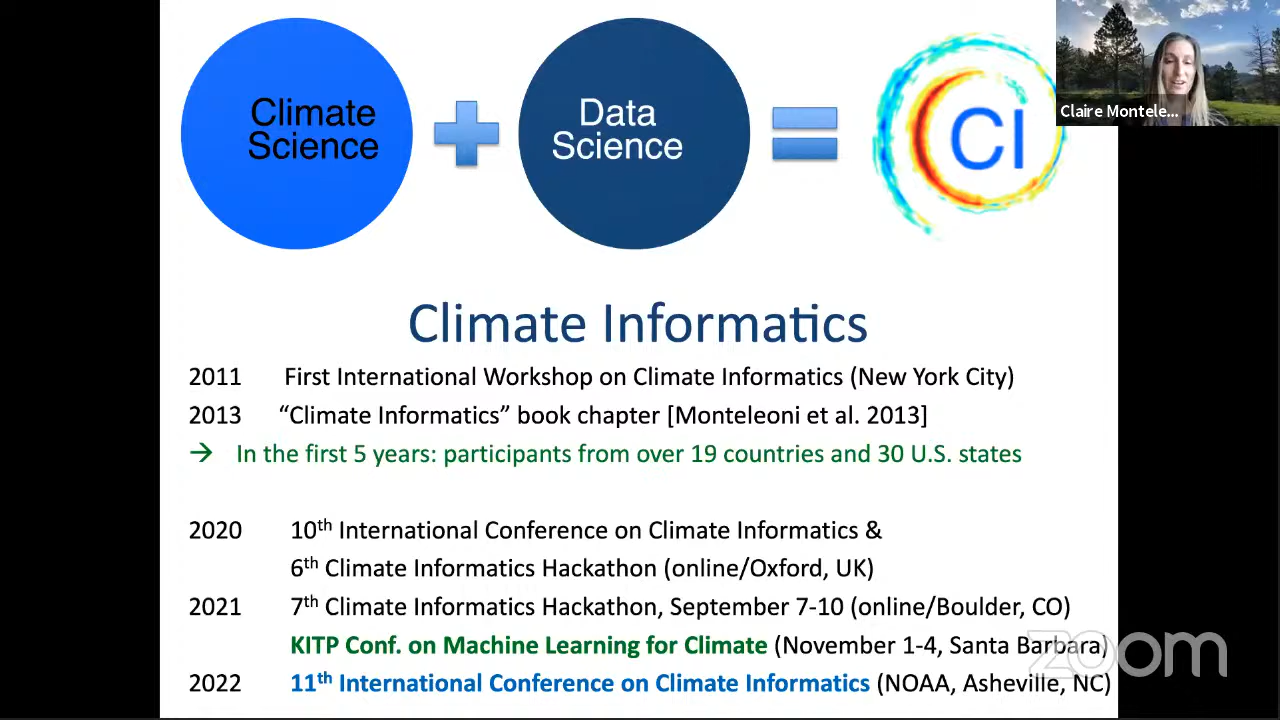 Climate
Science
Data
Science
CI
Claire Montele...
Climate Informatics
2011 First International Workshop on Climate Informatics (New York City)
2013 “Climate Informatics” book chapter [Monteleoni et al. 2013]
→ In the first 5 years: participants from over 19 countries and 30 U.S. states
2020 10th International Conference on Climate Informatics &
6th Climate Informatics Hackathon (online/Oxford, UK)
2021 7th Climate Informatics Hackathon, September 7-10 (online/Boulder, CO)
KITP Conf. on Machine Learning for Climate (November 1-4, Santa Barbara)
zoom
2022 11th International Conference on Climate Informatics (NOAA, Asheville, NC)